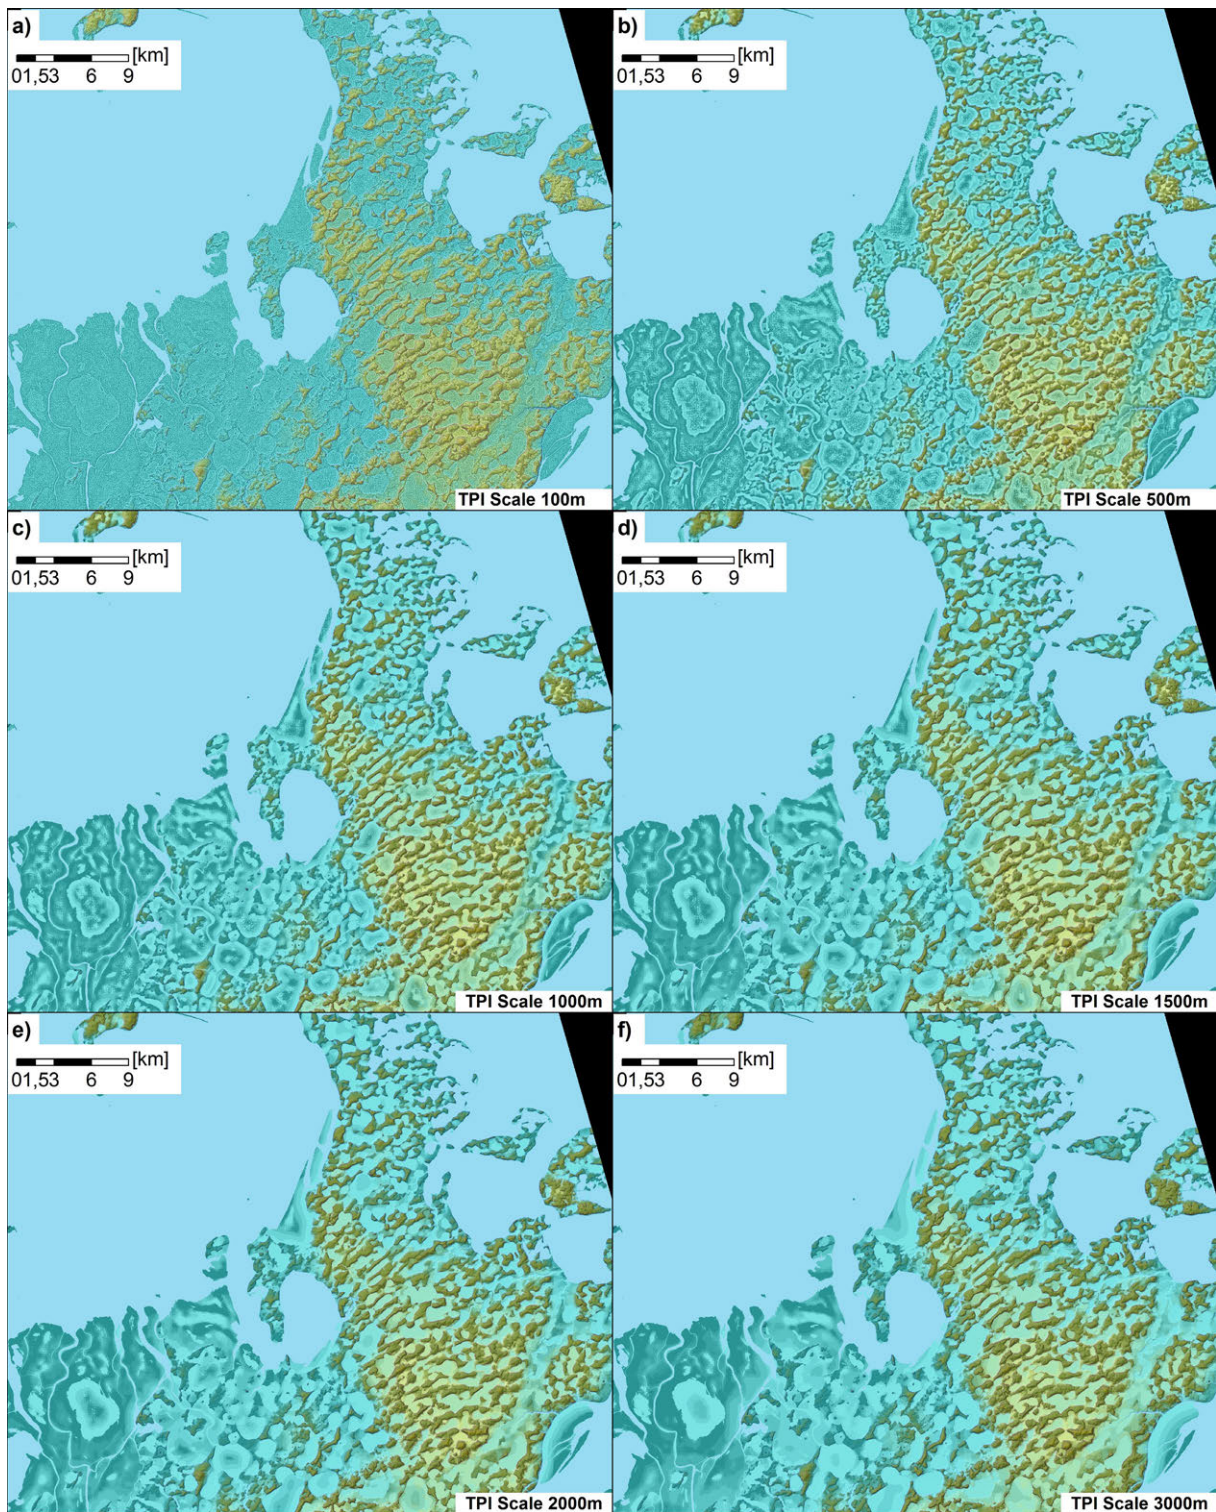 a)
[km]
01,53 6 9
TPI Scale 100m
b)
[km]
01,53 6 9
TPI Scale 500m
c)
[km]
01,53 6 9
TPI Scale 1000m
d)
[km]
01,53 6 9
TPI Scale 1500m
e)
[km]
01,53 6 9
TPI Scale 2000m
f)
[km]
01,53 6 9
TPI Scale 3000m